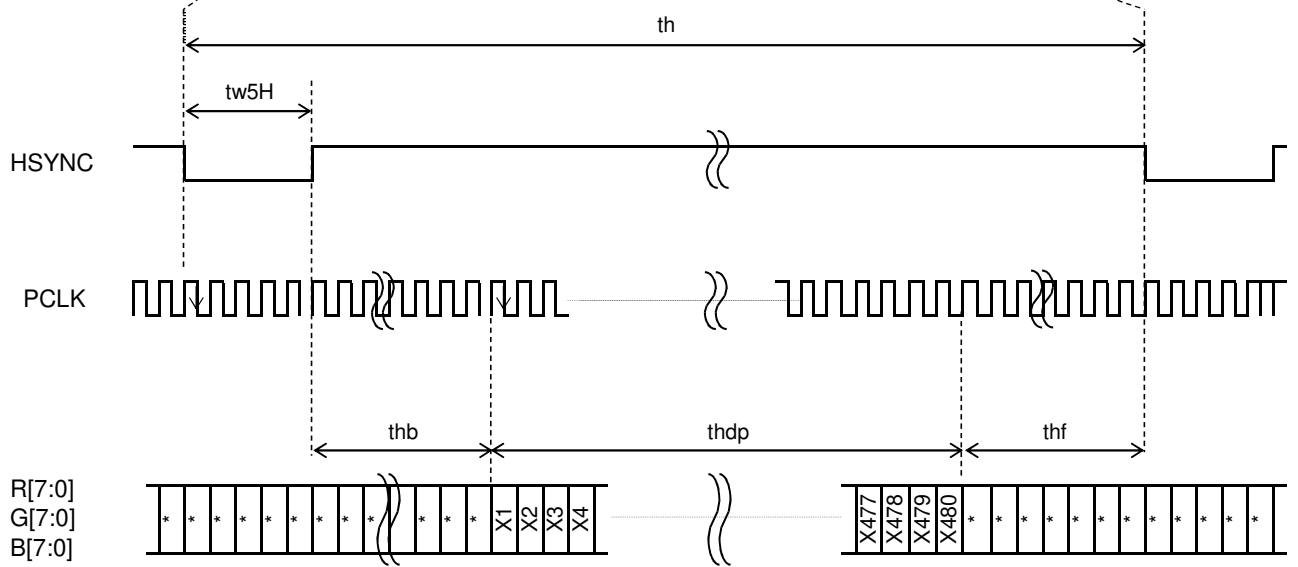 th
tw5H
HSYNC
PCLK
thb
thdp
thf
R[7:0]
G[7:0]
B[7:0]
* * * * * * * * * * * * X1 X2 X3 X4 X477 X478 X479 X480 * * * * * * * * * * * *